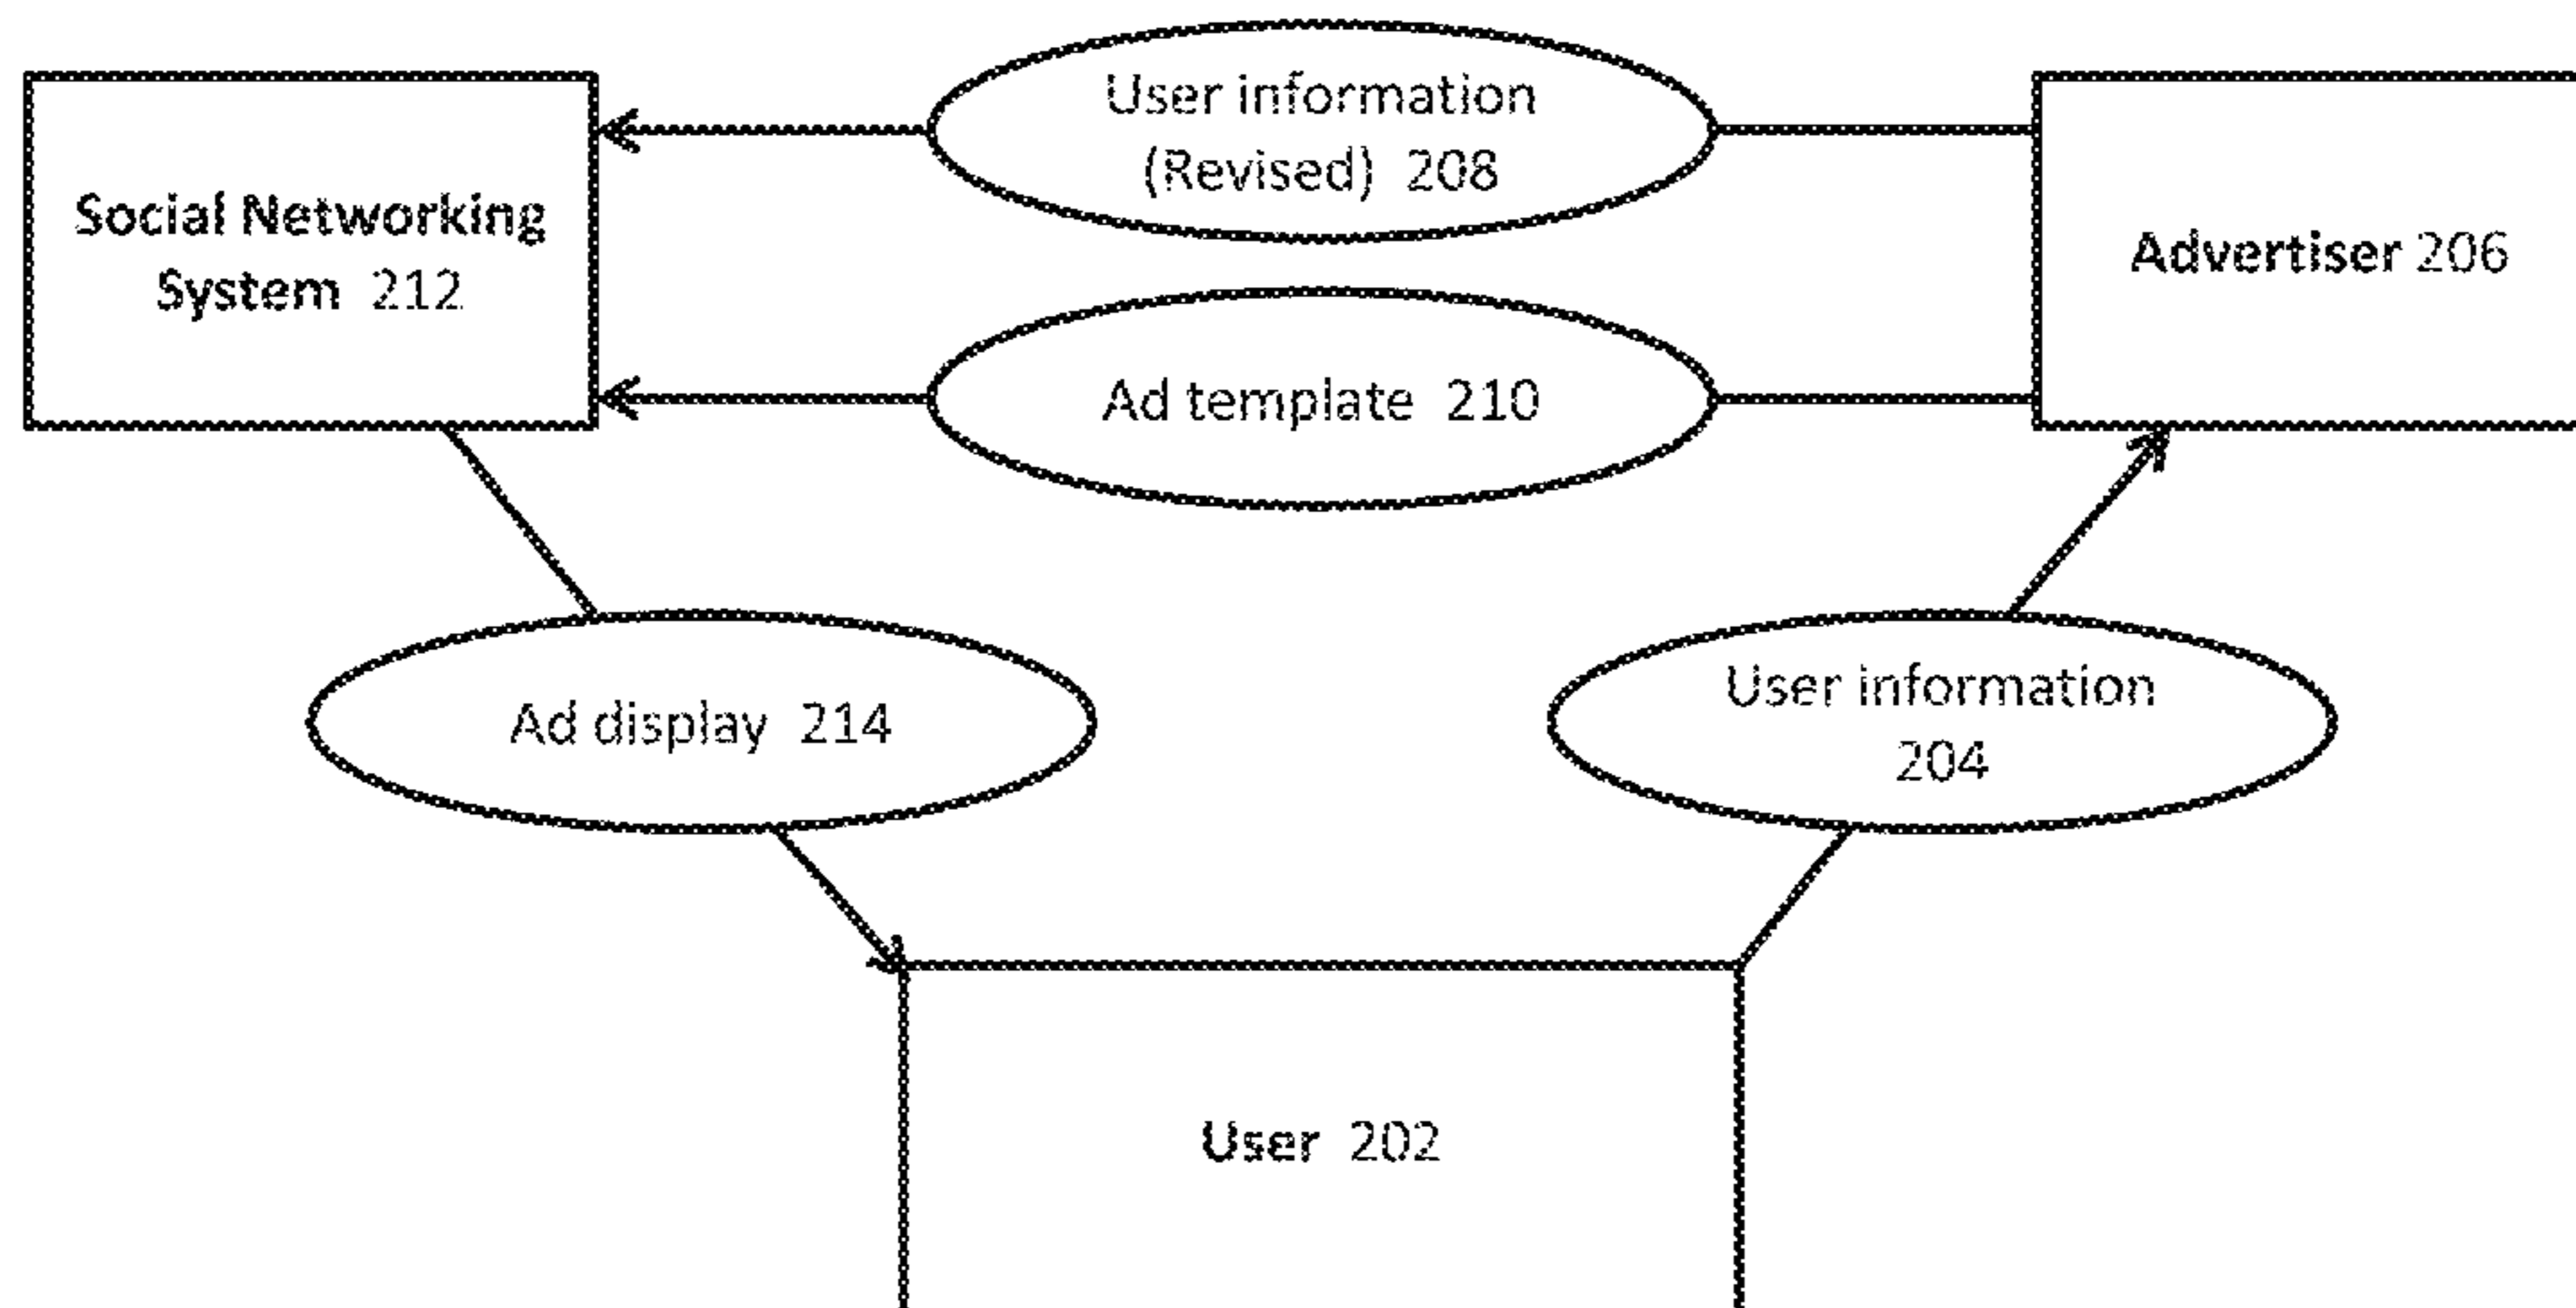 User information
(Revised) 208
Social Networking
System 212
Advertiser 206
Ad template 210
Ad display 214
User information
204
User 202